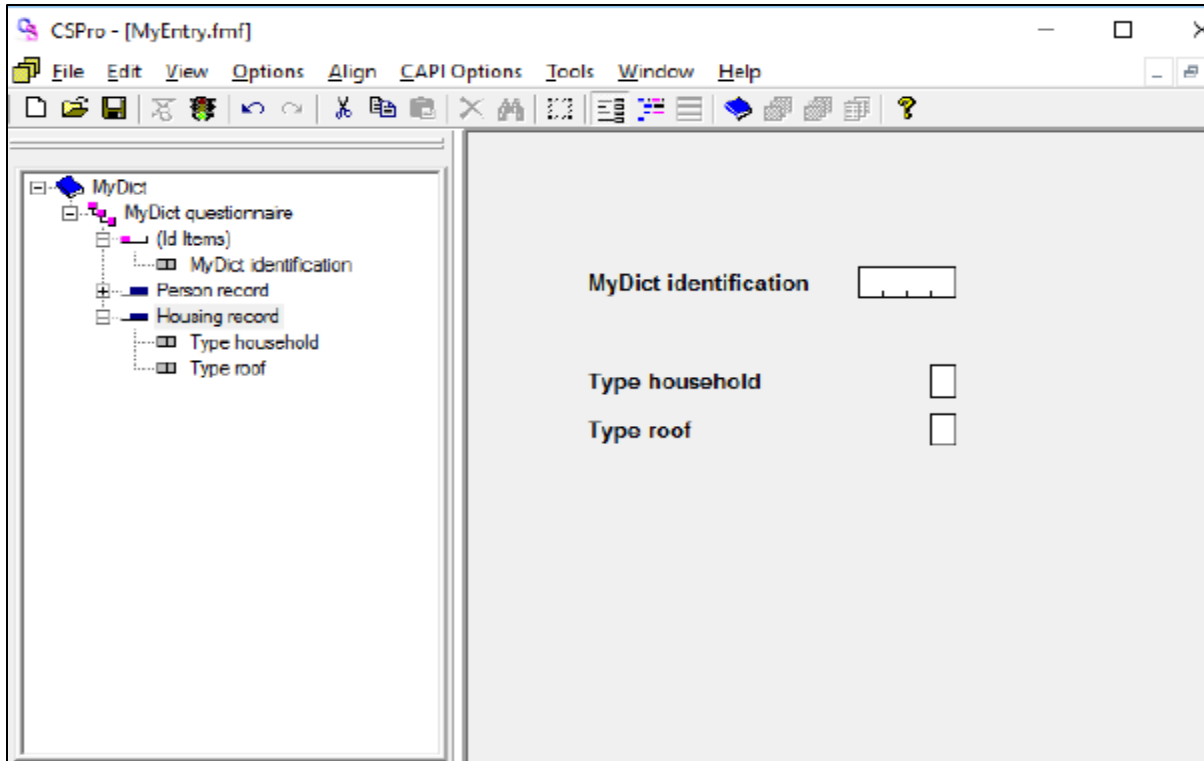 CSPro - [MyEntry.fmf]
File Edit View Options Align CAPI Options Tools Window Help
MyDict
MyDict questionnaire
(Id Items)
MyDict identification
Person record
Housing record
Type household
Type roof
MyDict identification
Type household
Type roof